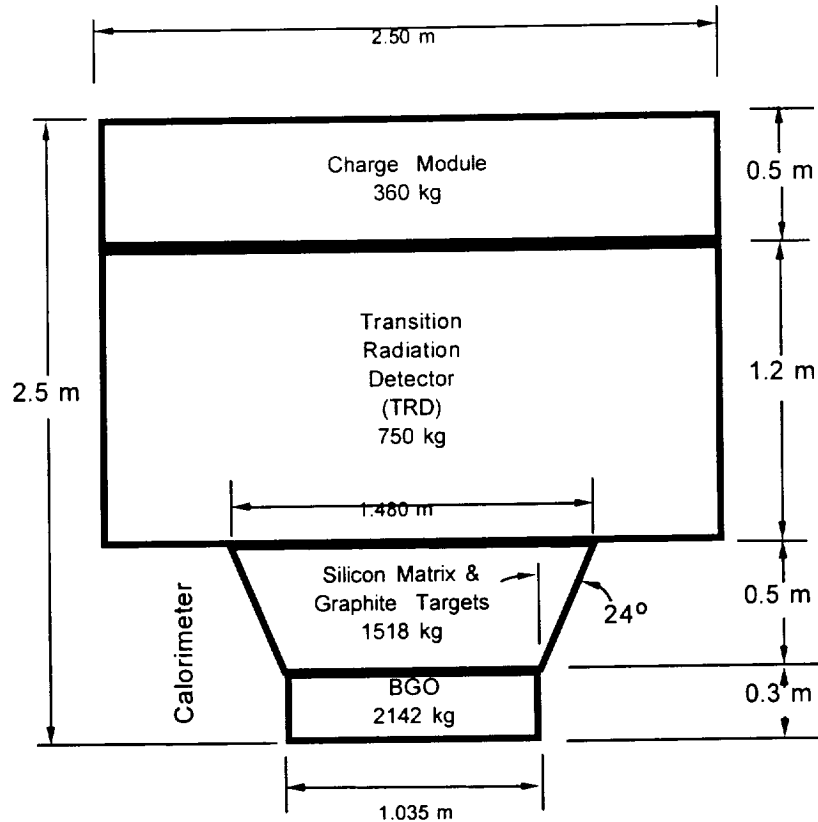 2.50 m
Charge Module
360 kg
0.5 m
Transition
Radiation
Detector
(TRD)
750 kg
2.5 m
1.2 m
1.480 m
Silicon Matrix &
Graphite Targets
1518 kg
24°
0.5 m
Calorimeter
BGO
2142 kg
0.3 m
1.035 m